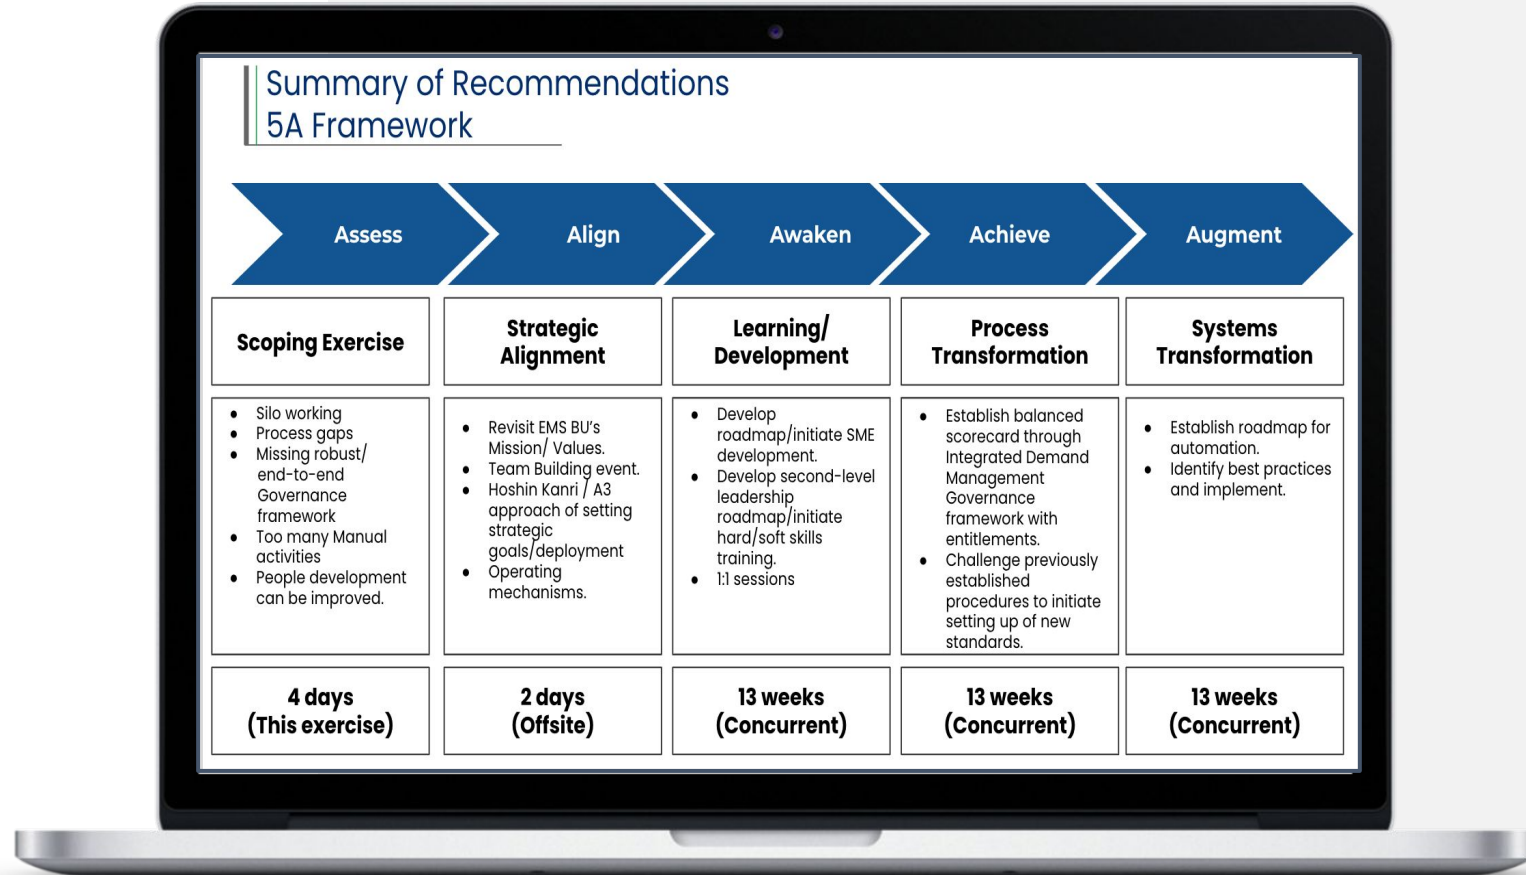 Summary of Recommendations
5A Framework
Assess
Align
Awaken
Achieve
Augment
Scoping Exercise
Strategic
Alignment
Learning/
Development
Process
Transformation
Systems
Transformation
● Silo working
● Process gaps
● Missing robust/
end-to-end
Governance
framework
● Too many Manual
activities
● People development
can be improved.
● Revisit EMS BU's
Mission/ Values.
● Team Building event.
● Hoshin Kanri / A3
approach of setting
strategic
goals/deployment
● Operating
mechanisms.
● Develop
roadmap/initiate SME
development.
● Develop second-level
leadership
roadmap/initiate
hard/soft skills
training.
● 1:1 sessions
● Establish balanced
scorecard through
Integrated Demand
Management
Governance
framework with
entitlements.
● Challenge previously
established
procedures to initiate
setting up of new
standards.
● Establish roadmap for
automation.
● Identify best practices
and implement.
4 days
(This exercise)
2 days
(Offsite)
13 weeks
(Concurrent)
13 weeks
(Concurrent)
13 weeks
(Concurrent)